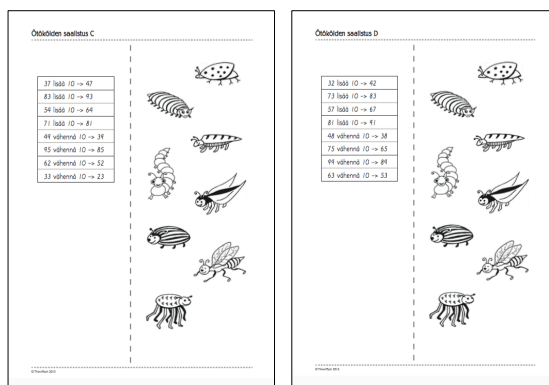 Ötököiden saalistus C
37 lisää 10 -> 47
83 lisää 10 -> 93
54 lisää 10 -> 64
71 lisää 10 -> 81
49 vähennä 10 -> 39
95 vähennä 10 -> 85
62 vähennä 10 -> 52
33 vähennä 10 -> 23
Ötököiden saalistus D
32 lisää 10 -> 42
73 lisää 10 -> 83
57 lisää 10 -> 67
81 lisää 10 -> 91
48 vähennä 10 -> 38
75 vähennä 10 -> 65
99 vähennä 10 -> 89
63 vähennä 10 -> 53